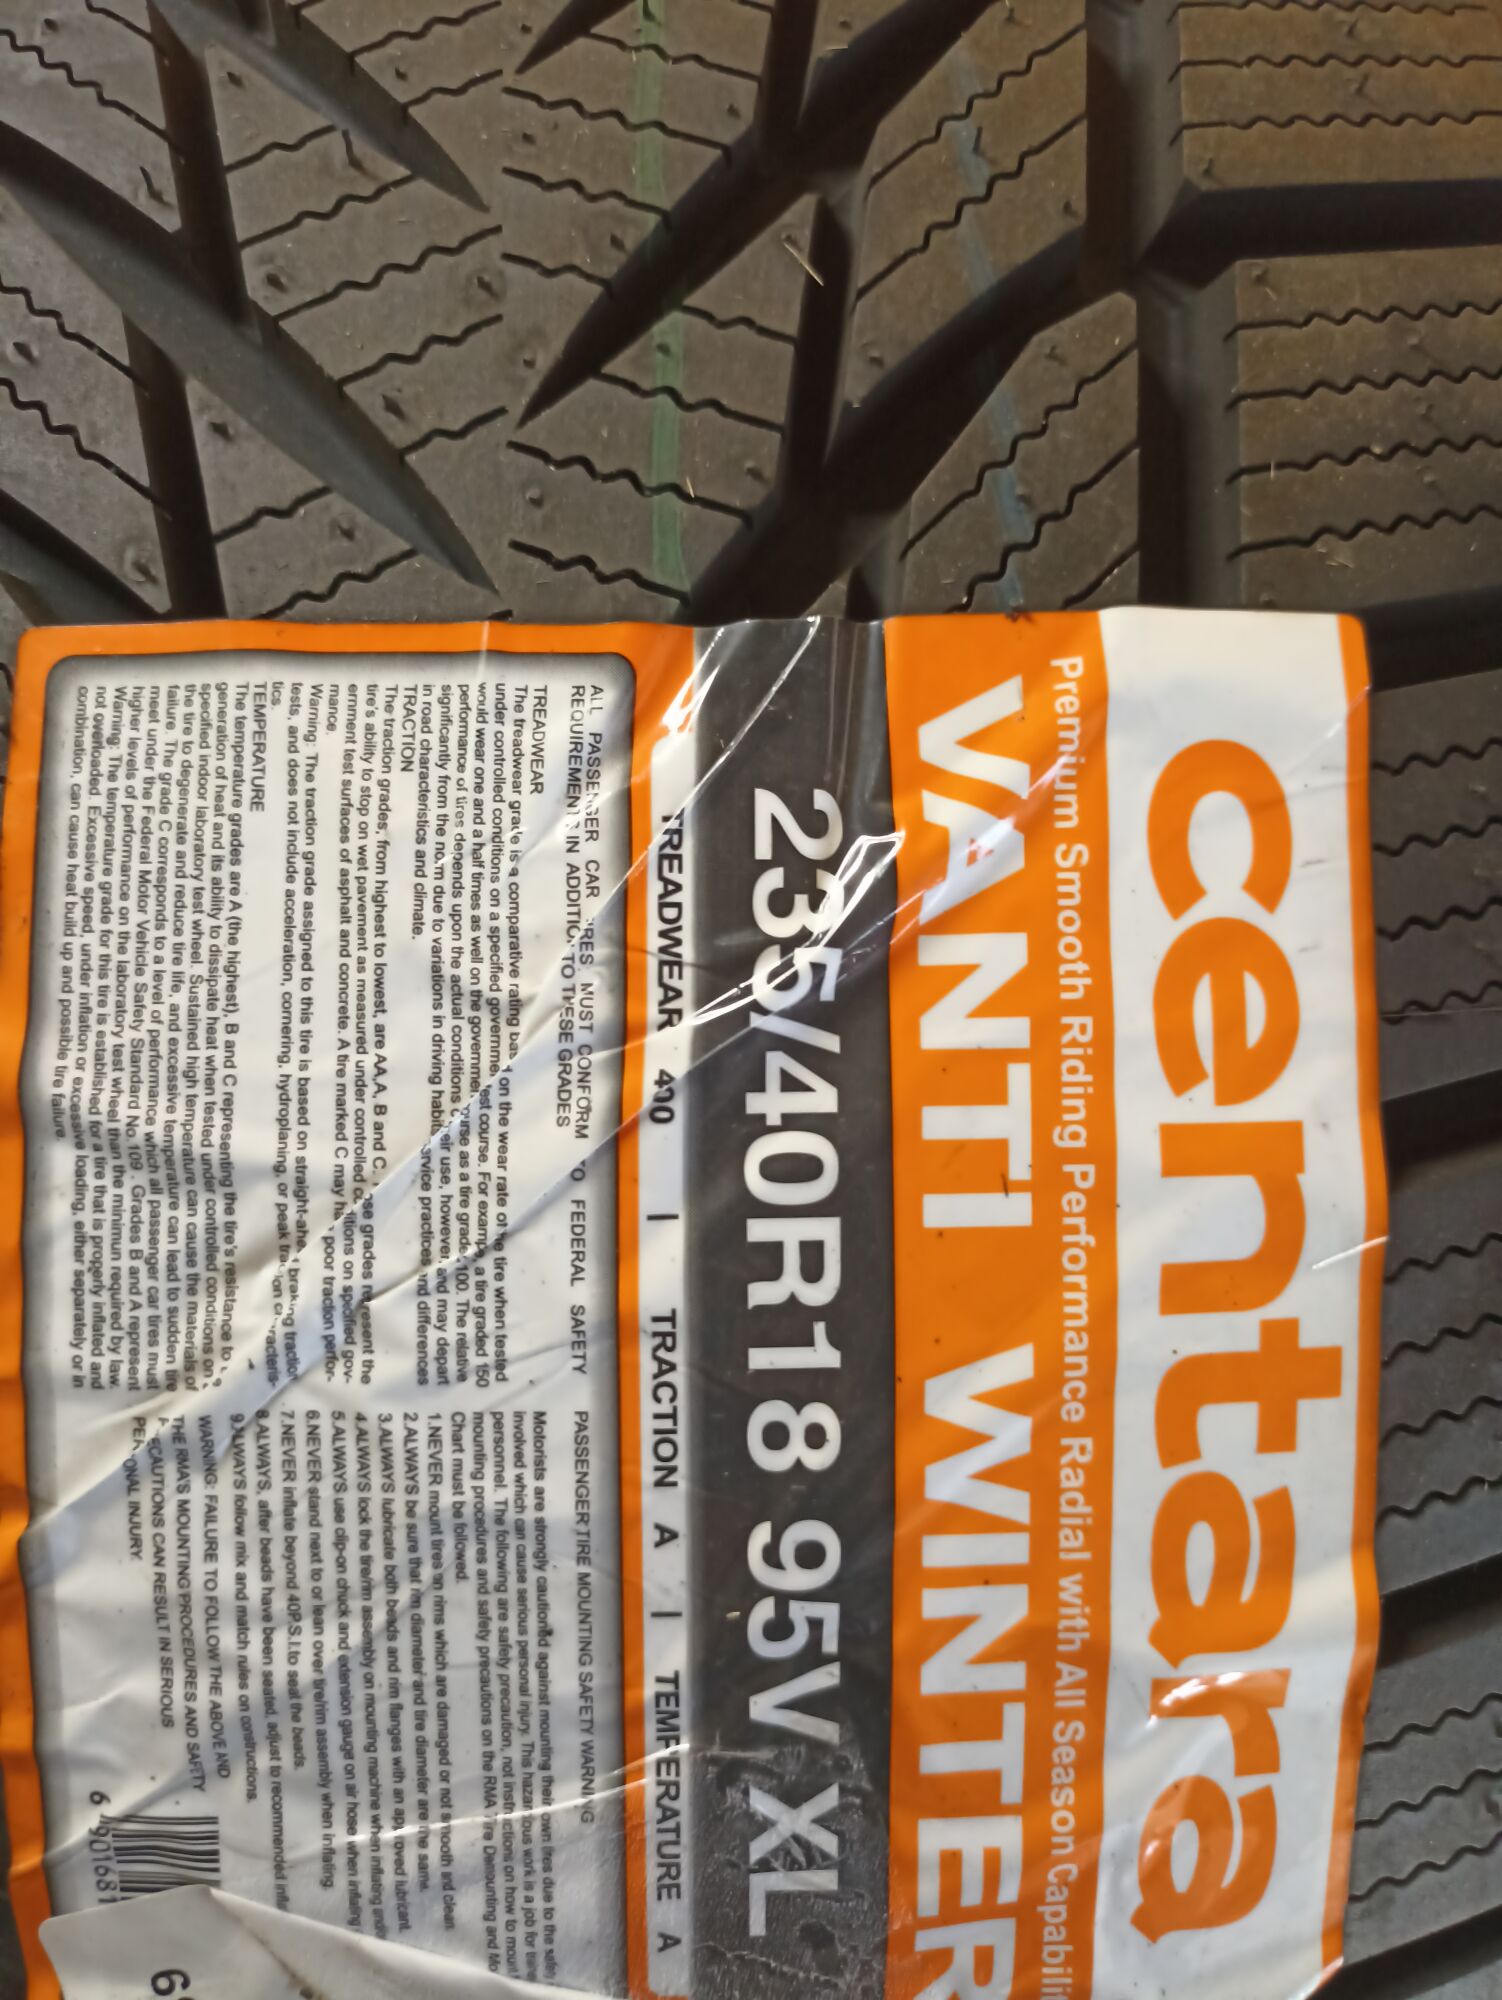 centara
Premium Smooth Riding Performance Radial with All Season Capabilit
VANTI WINTER
235/40R18 95V XL
TREADWEAR 400 | TRACTION A | TEMPERATURE A
ALL PASSENGER CAR TIRES MUST CONFORM TO FEDERAL SAFETY
REQUIREMENTS IN ADDITION TO THESE GRADES
TREADWEAR
The treadwear grade is a comparative rating based on the wear rate of the tire when tested
under controlled conditions on a specified government test course. For example, a tire graded 150
would wear one and a half times as well on the government course as a tire graded 100. The relative
performance of tires depends upon the actual conditions of their use, however, and may depart
significantly from the norm due to variations in driving habits, service practices and differences
in road characteristics and climate.
TRACTION
The traction grades, from highest to lowest, are AA,A, B and C. Those grades represent the
tire's ability to stop on wet pavement as measured under controlled conditions on specified gov-
ernment test surfaces of asphalt and concrete. A tire marked C may have poor traction perfor-
mance.
Warning: The traction grade assigned to this tire is based on straight-ahead braking traction
tests, and does not include acceleration, cornering, hydroplaning, or peak traction characteris-
tics.
TEMPERATURE
The temperature grades are A (the highest), B and C representing the tire's resistance to the
generation of heat and its ability to dissipate heat when tested under controlled conditions on a
specified indoor laboratory test wheel. Sustained high temperature can cause the materials of
the tire to degenerate and reduce tire life, and excessive temperature can lead to sudden tire
failure. The grade C corresponds to a level of performance which all passenger car tires must
meet under the Federal Motor Vehicle Safety Standard No.109 . Grades B and A represent
higher levels of performance on the laboratory test wheel than the minimun required by law.
Warning: The temperature grade for this tire is established for a tire that is properly inflated and
not overloaded. Excessive speed, under inflation or excessive loading, either separately or in
combination, can cause heat build up and possible tire failure.
PASSENGER TIRE MOUNTING SAFETY WARNING
Motorists are strongly cautioned against mounting their own tires due to the safety
involved which can cause serious personal injury. This hazardous work is a job for
personnel. The following are safety precaution, not instructions on how to mount
mounting procedures and safety precautions on the RMA Tire Demounting and Mo
Chart must be followed.
1.NEVER mount tires on rims which are damaged or not smooth and clean.
2.ALWAYS be sure that rim diameter and tire diameter are the same.
3.ALWAYS lubricate both beads and rim flanges with an approved lubricant.
4.ALWAYS lock the tire/rim assembly on mounting machine when inflating
5.ALWAYS use clip-on chuck and extension gauge on air hose when inflating
6.NEVER stand next to or lean over tire/rim assembly when inflating.
7.NEVER inflate beyond 40P.S.I.to seal the beads.
8.ALWAYS, after beads have been seated, adjust to recommended
9.ALWAYS follow mix and match rules on constructions.
WARNING: FAILURE TO FOLLOW THE ABOVE AND
THE RMA'S MOUNTING PROCEDURES AND SAFETY
PRECAUTIONS CAN RESULT IN SERIOUS
PERSONAL INJURY.
6 901681